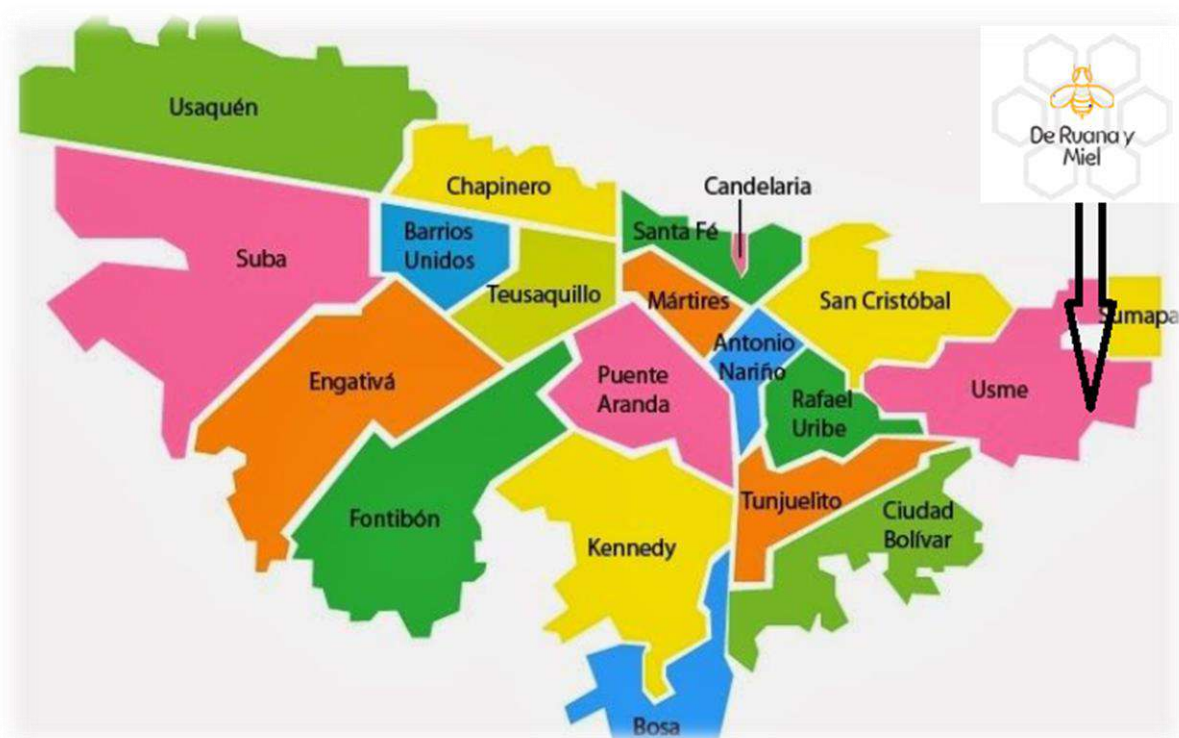 Usaquén
De Ruana y
Miel
Chapinero
Candelaria
Suba
Barrios
Unidos
Santa Fé
Teusaquillo
Mártires
San Cristóbal
Sumapa
Antonio
Nariño
Engativá
Puente
Aranda
Rafael
Uribe
Usme
Tunjuelito
Fontibón
Ciudad
Bolívar
Kennedy
Bosa